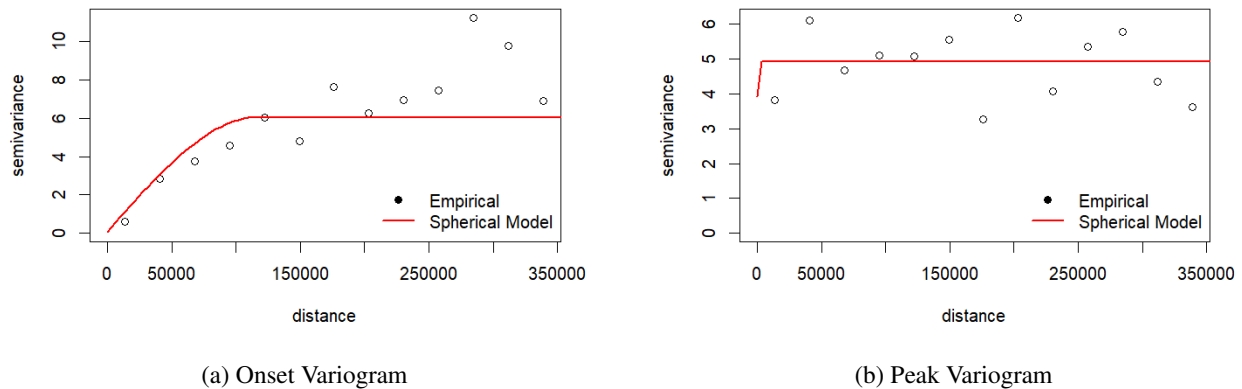 semivariance
10
8
6
4
2
0
Empirical
Spherical Model
0 50000 150000 250000 350000
distance
(a) Onset Variogram
semivariance
6
5
4
3
2
1
0
Empirical
Spherical Model
0 50000 150000 250000 350000
distance
(b) Peak Variogram